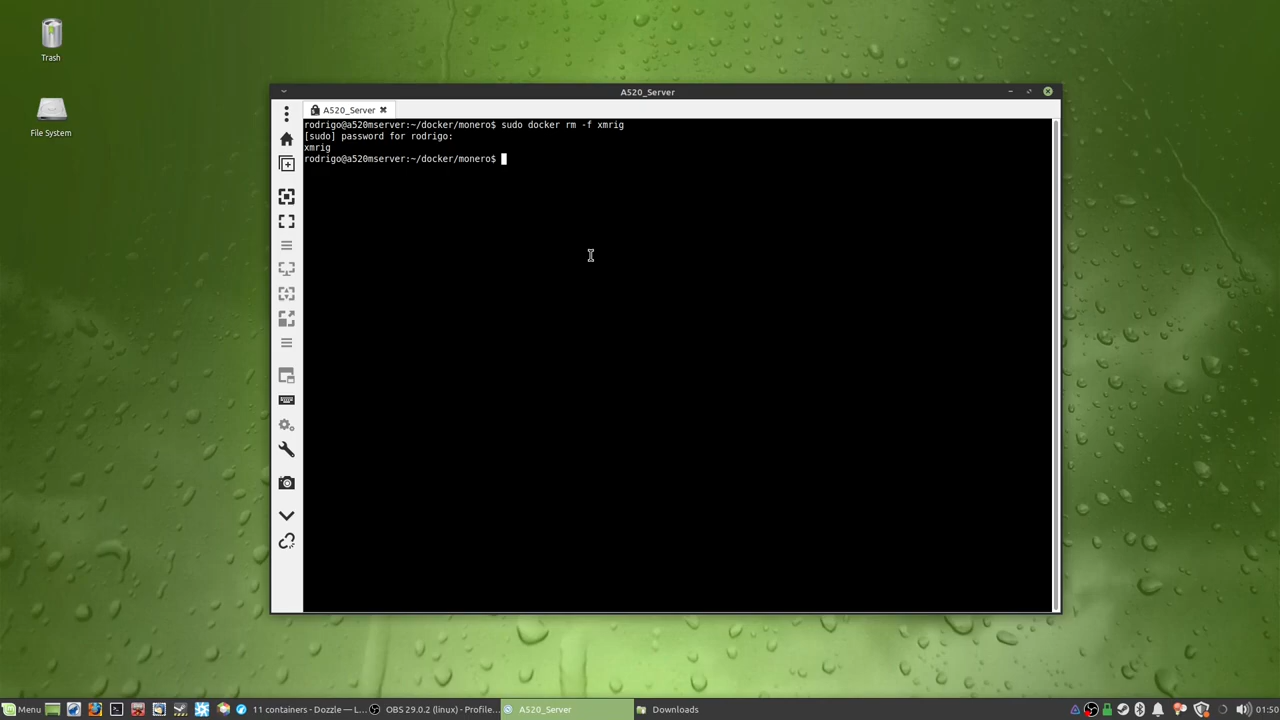 Trash
File System
A520_Server
A520_Server
rodrigo@a520mserver:~/docker/monero$ sudo docker rm -f xmrig
[sudo] password for rodrigo:
xmrig
rodrigo@a520mserver:~/docker/monero$
Menu
11 containers - Dozzle — L...
OBS 29.0.2 (linux) - Profile...
A520_Server
Downloads
01:50